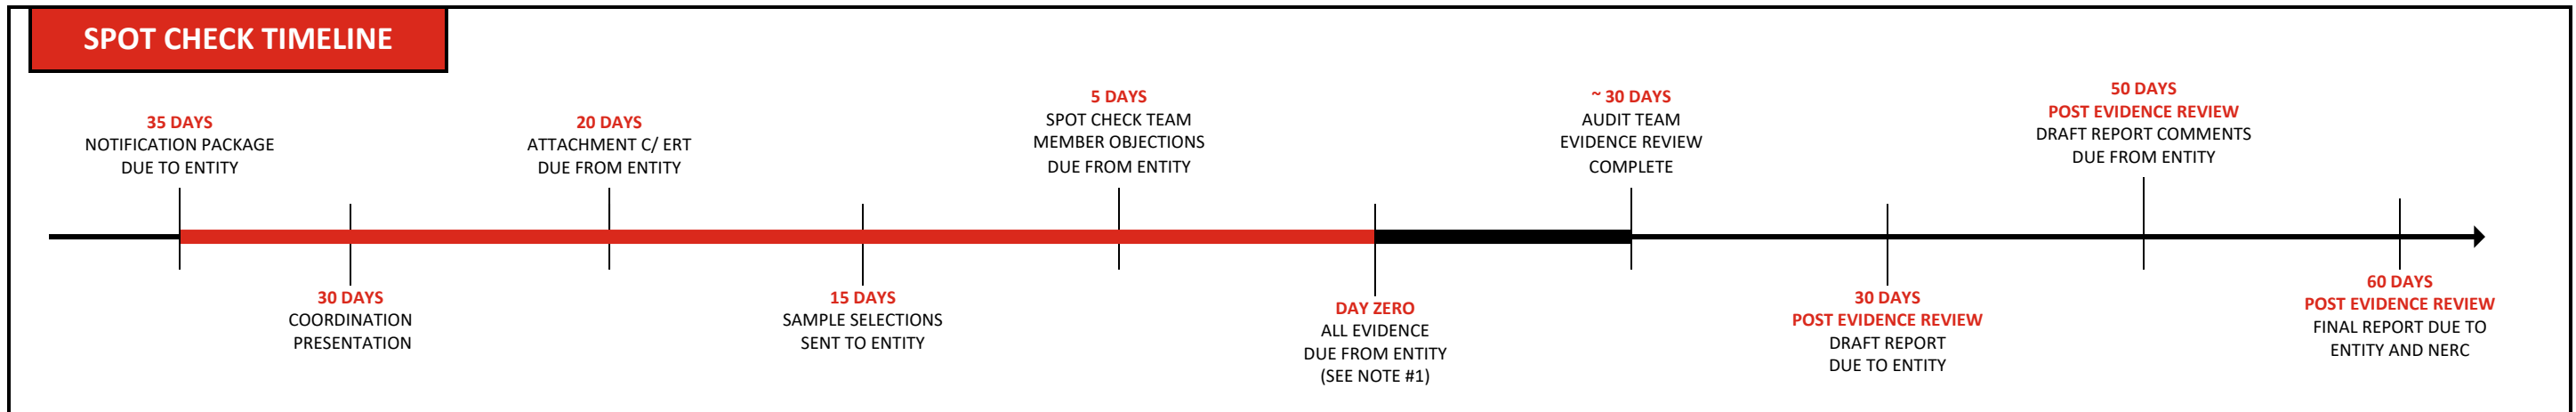 SPOT CHECK TIMELINE
35 DAYS
NOTIFICATION PACKAGE
DUE TO ENTITY
30 DAYS
COORDINATION
PRESENTATION
20 DAYS
ATTACHMENT C/ ERT
DUE FROM ENTITY
15 DAYS
SAMPLE SELECTIONS
SENT TO ENTITY
5 DAYS
SPOT CHECK TEAM
MEMBER OBJECTIONS
DUE FROM ENTITY
DAY ZERO
ALL EVIDENCE
DUE FROM ENTITY
(SEE NOTE #1)
~ 30 DAYS
AUDIT TEAM
EVIDENCE REVIEW
COMPLETE
30 DAYS
POST EVIDENCE REVIEW
DRAFT REPORT
DUE TO ENTITY
50 DAYS
POST EVIDENCE REVIEW
DRAFT REPORT COMMENTS
DUE FROM ENTITY
60 DAYS
POST EVIDENCE REVIEW
FINAL REPORT DUE TO
ENTITY AND NERC